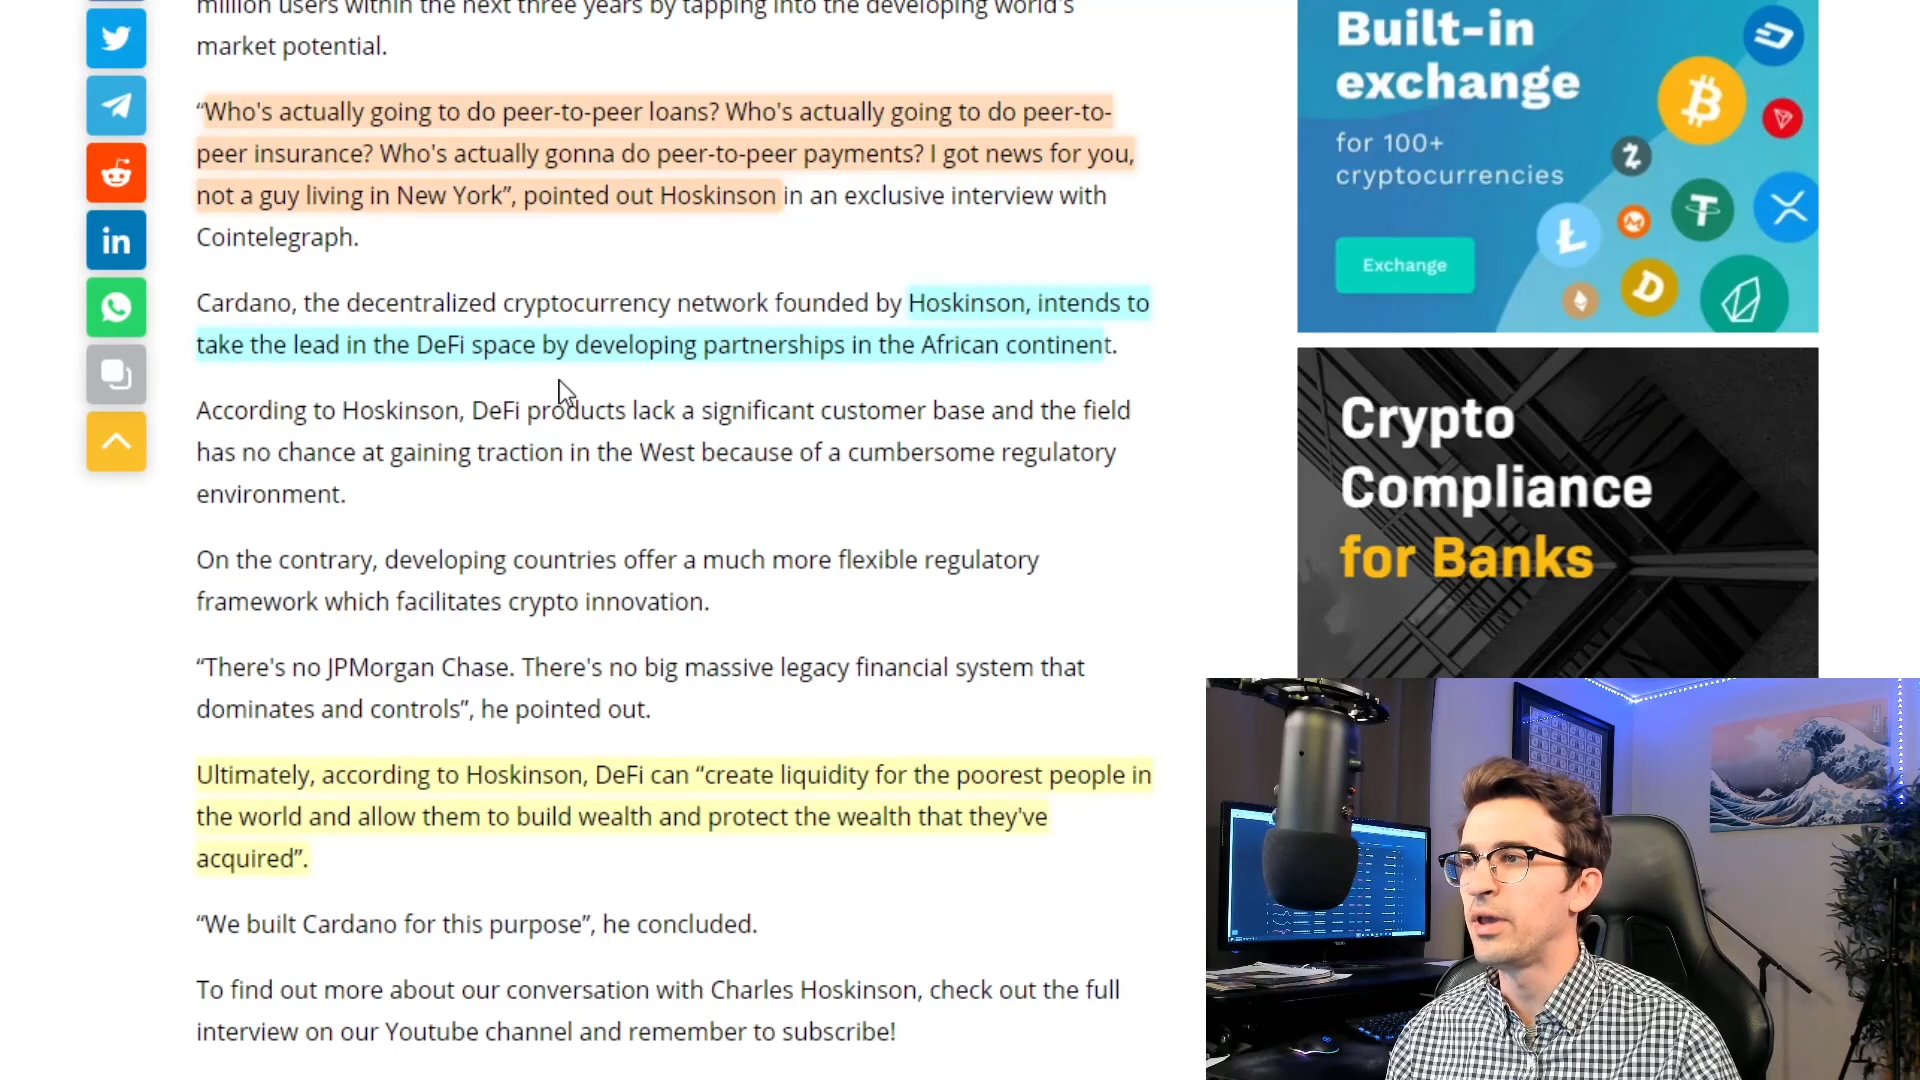 million users within the next three years by tapping into the developing world's
market potential.
“Who's actually going to do peer-to-peer loans? Who's actually going to do peer-to-
peer insurance? Who's actually gonna do peer-to-peer payments? I got news for you,
not a guy living in New York”, pointed out Hoskinson in an exclusive interview with
Cointelegraph.
Cardano, the decentralized cryptocurrency network founded by Hoskinson, intends to
take the lead in the DeFi space by developing partnerships in the African continent.
According to Hoskinson, DeFi products lack a significant customer base and the field
has no chance at gaining traction in the West because of a cumbersome regulatory
environment.
On the contrary, developing countries offer a much more flexible regulatory
framework which facilitates crypto innovation.
“There's no JPMorgan Chase. There's no big massive legacy financial system that
dominates and controls”, he pointed out.
Ultimately, according to Hoskinson, DeFi can “create liquidity for the poorest people in
the world and allow them to build wealth and protect the wealth that they've
acquired”.
“We built Cardano for this purpose”, he concluded.
To find out more about our conversation with Charles Hoskinson, check out the full
interview on our Youtube channel and remember to subscribe!
in
Built-in
exchange
for 100+
cryptocurrencies
Exchange
Crypto
Compliance
for Banks